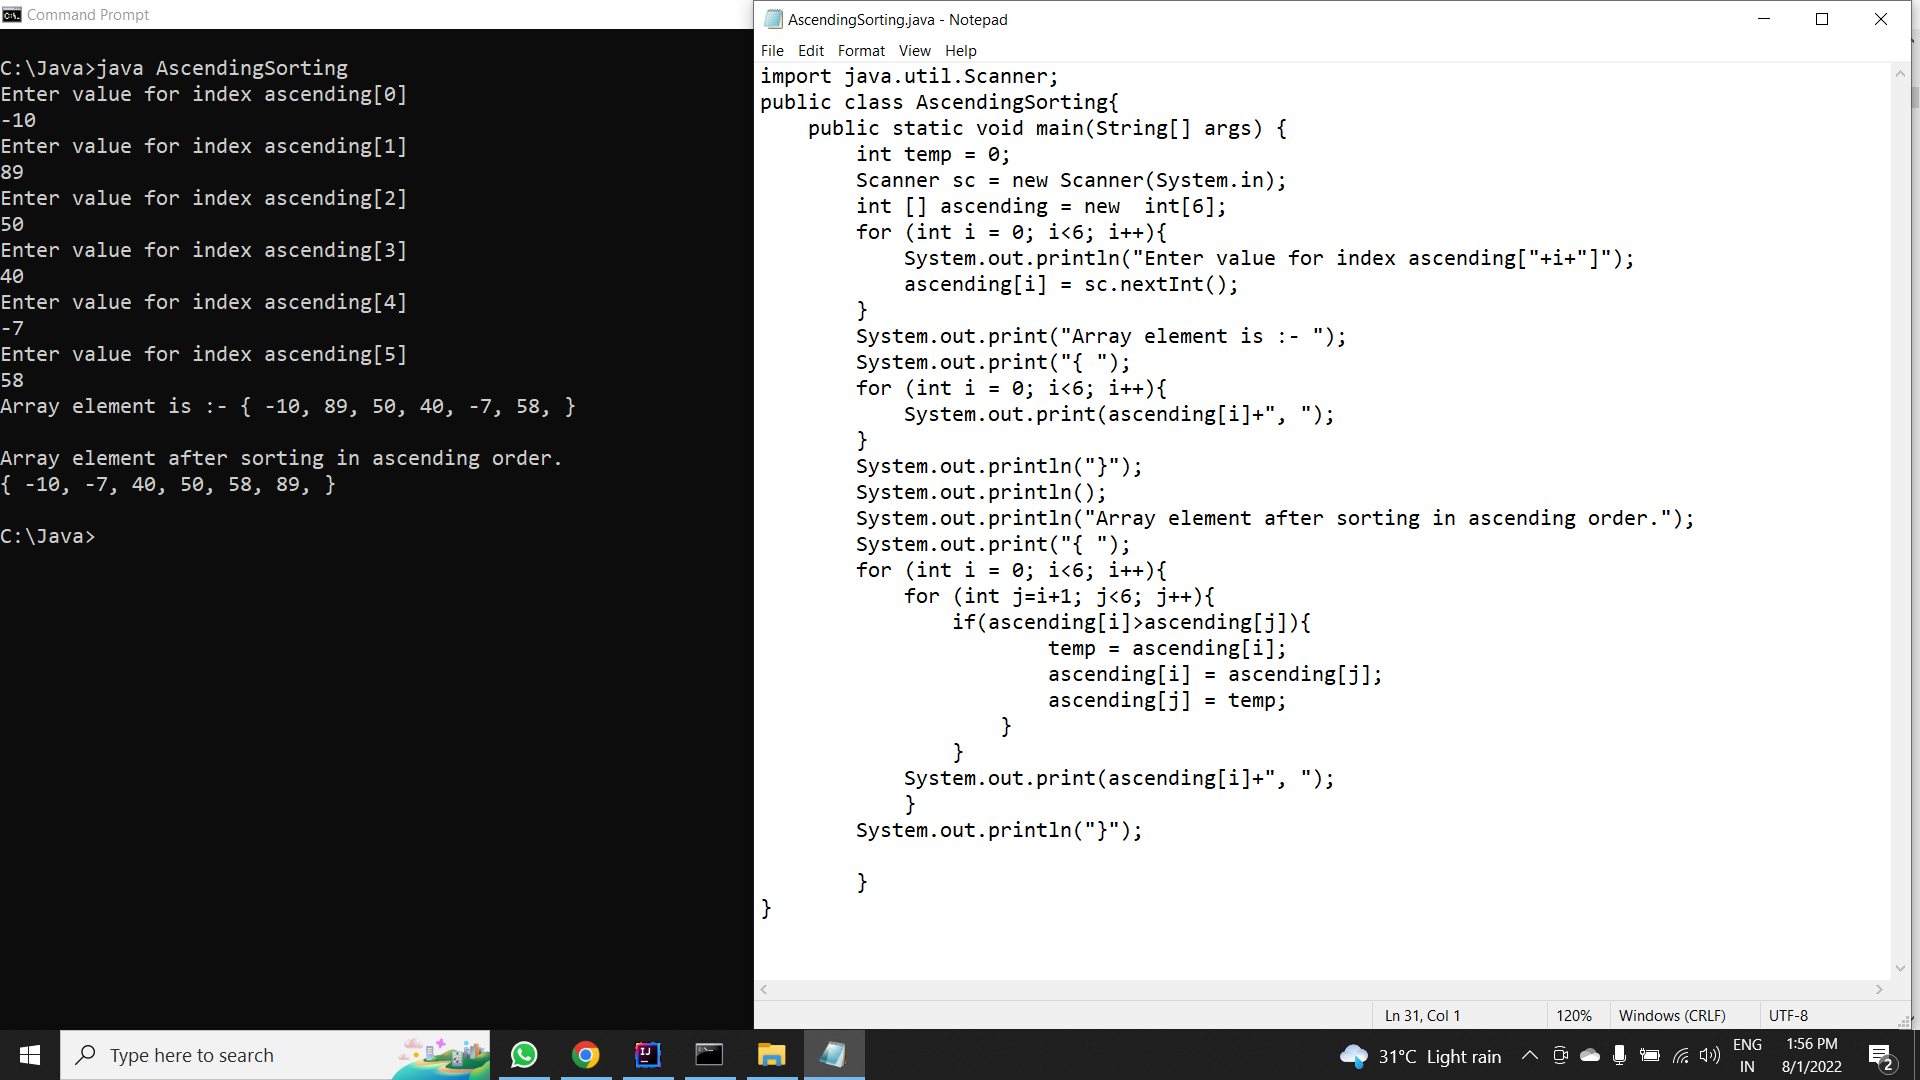 Command Prompt
C:\Java>java AscendingSorting
Enter value for index ascending[0]
-10
Enter value for index ascending[1]
89
Enter value for index ascending[2]
50
Enter value for index ascending[3]
40
Enter value for index ascending[4]
-7
Enter value for index ascending[5]
58
Array element is :- { -10, 89, 50, 40, -7, 58, }
Array element after sorting in ascending order.
{ -10, -7, 40, 50, 58, 89, }
C:\Java>
AscendingSorting.java - Notepad
File Edit Format View Help
import java.util.Scanner;
public class AscendingSorting{
    public static void main(String[] args) {
        int temp = 0;
        Scanner sc = new Scanner(System.in);
        int [] ascending = new  int[6];
        for (int i = 0; i<6; i++){
            System.out.println("Enter value for index ascending["+i+"]");
            ascending[i] = sc.nextInt();
        }
        System.out.print("Array element is :- ");
        System.out.print("{ ");
        for (int i = 0; i<6; i++){
            System.out.print(ascending[i]+", ");
        }
        System.out.println("}");
        System.out.println();
        System.out.println("Array element after sorting in ascending order.");
        System.out.print("{ ");
        for (int i = 0; i<6; i++){
            for (int j=i+1; j<6; j++){
                if(ascending[i]>ascending[j]){
                        temp = ascending[i];
                        ascending[i] = ascending[j];
                        ascending[j] = temp;
                    }
                }
            System.out.print(ascending[i]+", ");
            }
        System.out.println("}");
        }
}
Ln 31, Col 1 120% Windows (CRLF) UTF-8
Type here to search
31°C Light rain
ENG
IN
1:56 PM
8/1/2022
2